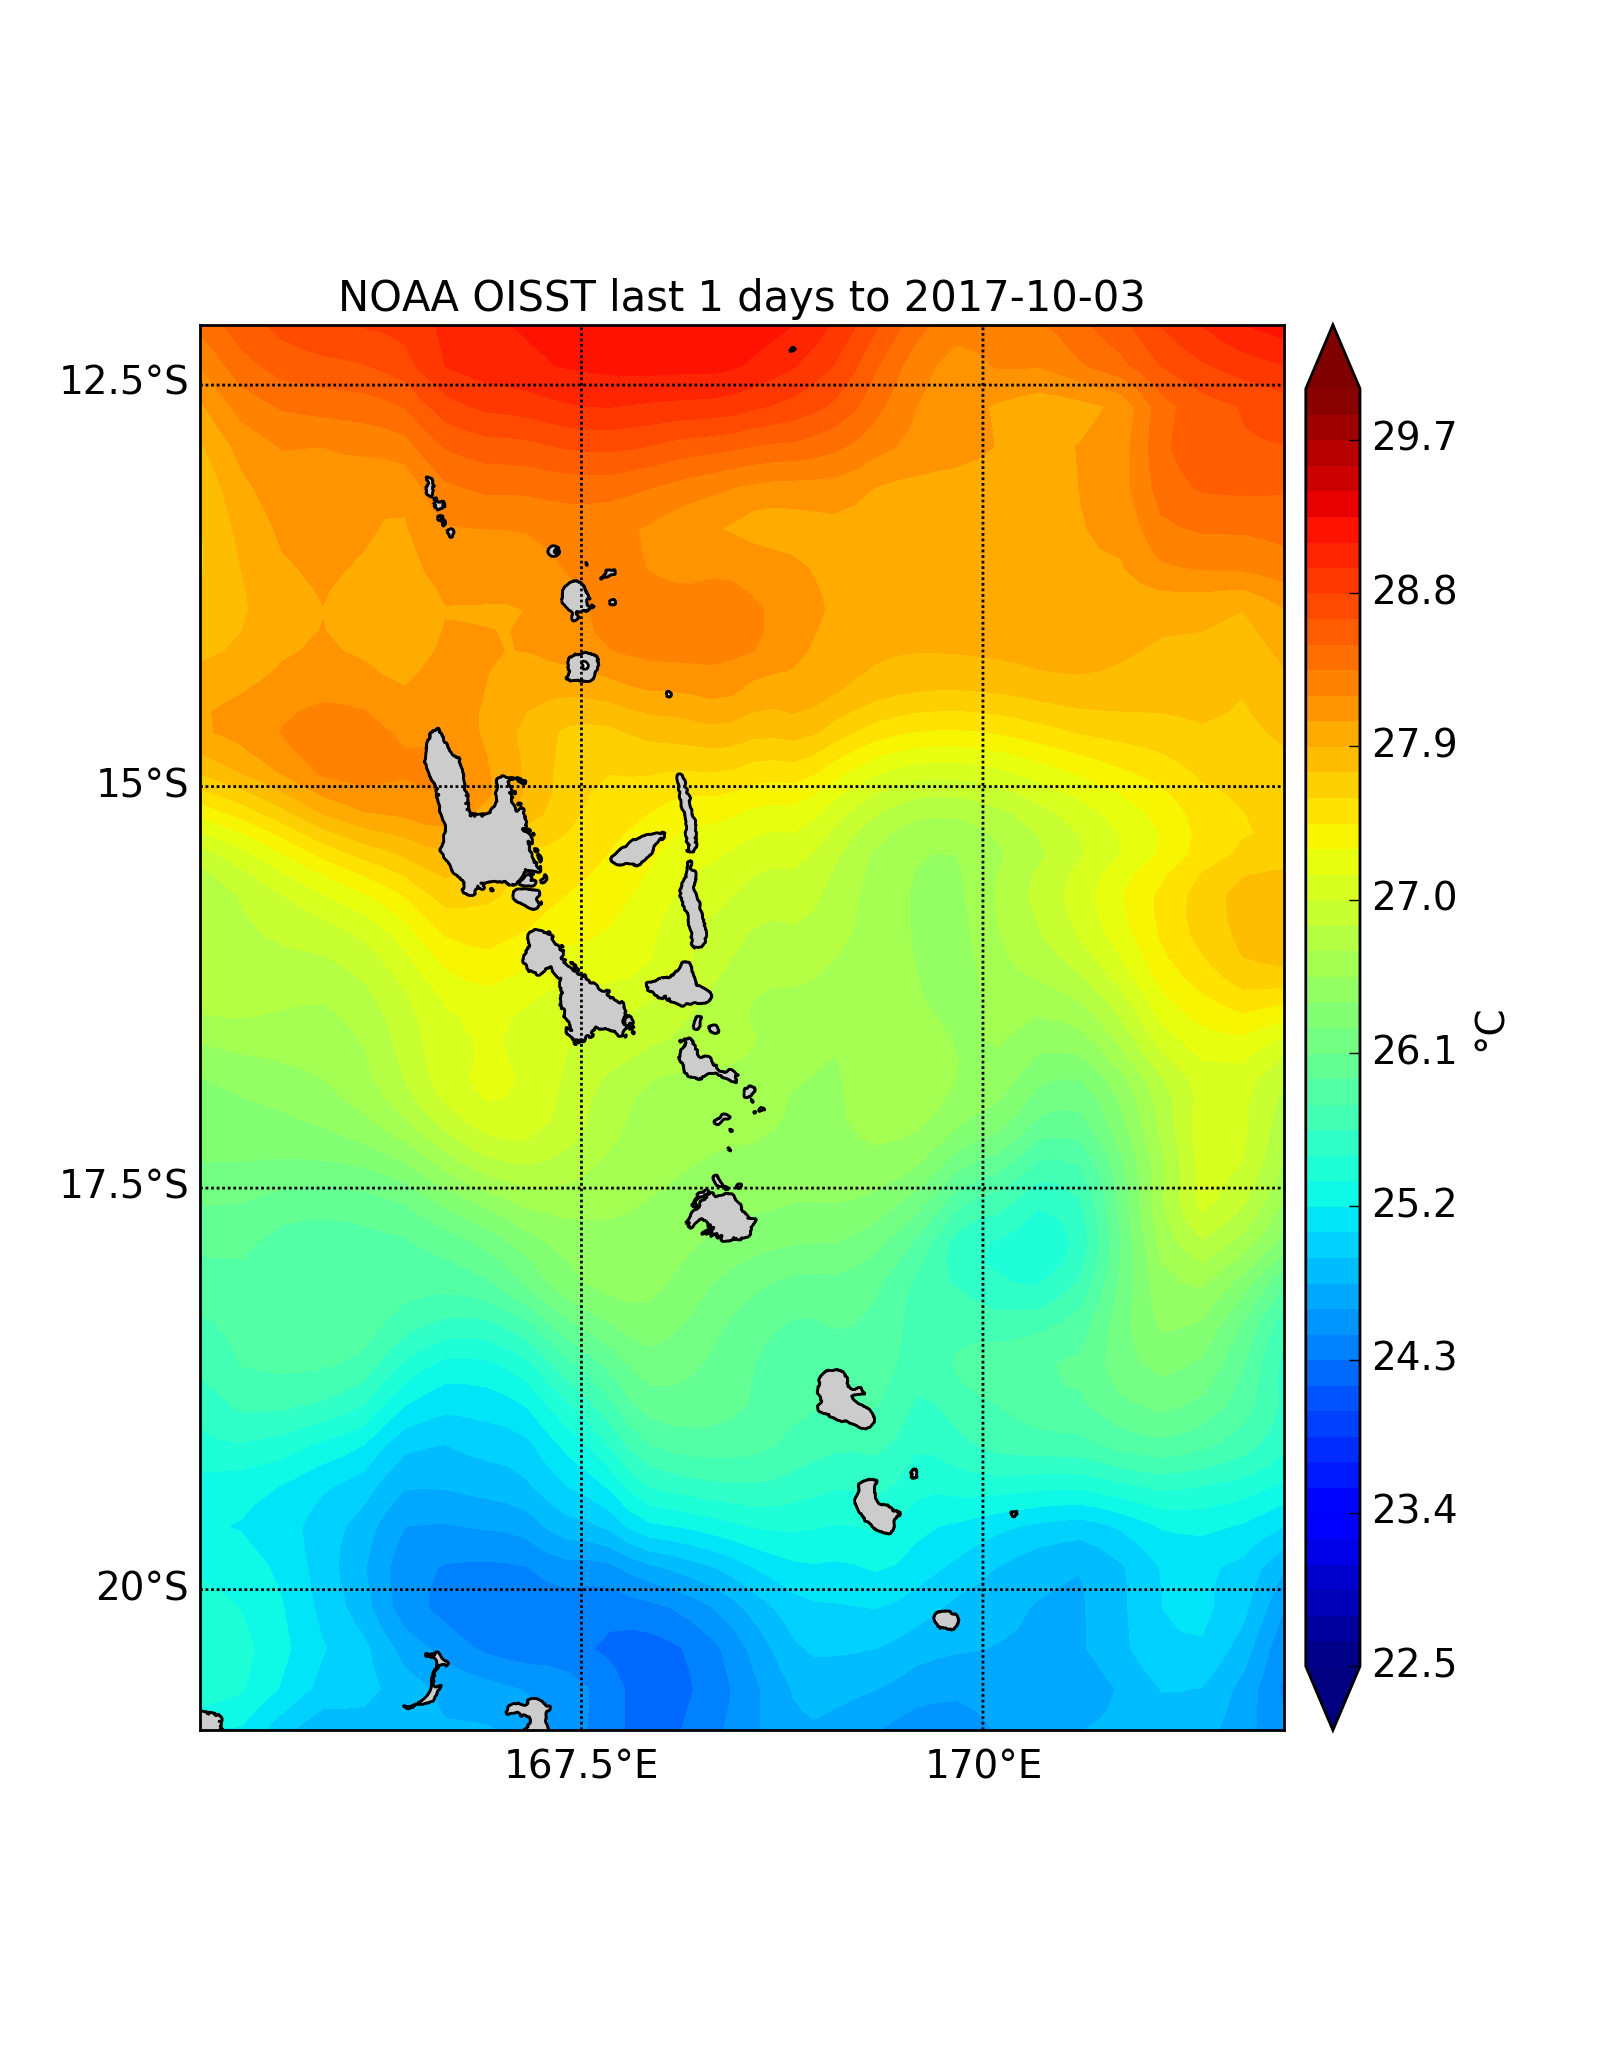 NOAA OISST last 1 days to 2017-10-03
12.5°S
15°S
17.5°S
20°S
167.5°E
170°E
29.7
28.8
27.9
27.0
26.1
25.2
24.3
23.4
22.5
°C